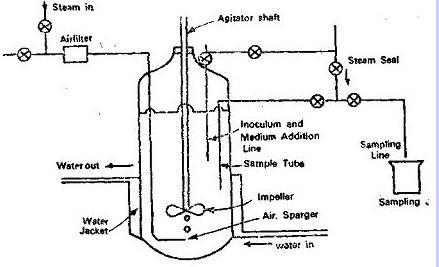 Steam in
Agitator shaft
Airfilter
Steam Seal
Inoculum and
Medium Addition
Line
Sampling
Line
Water out
Sample Tube
Impeller
Sampling
Water
Jacket
Air. Sparger
water in